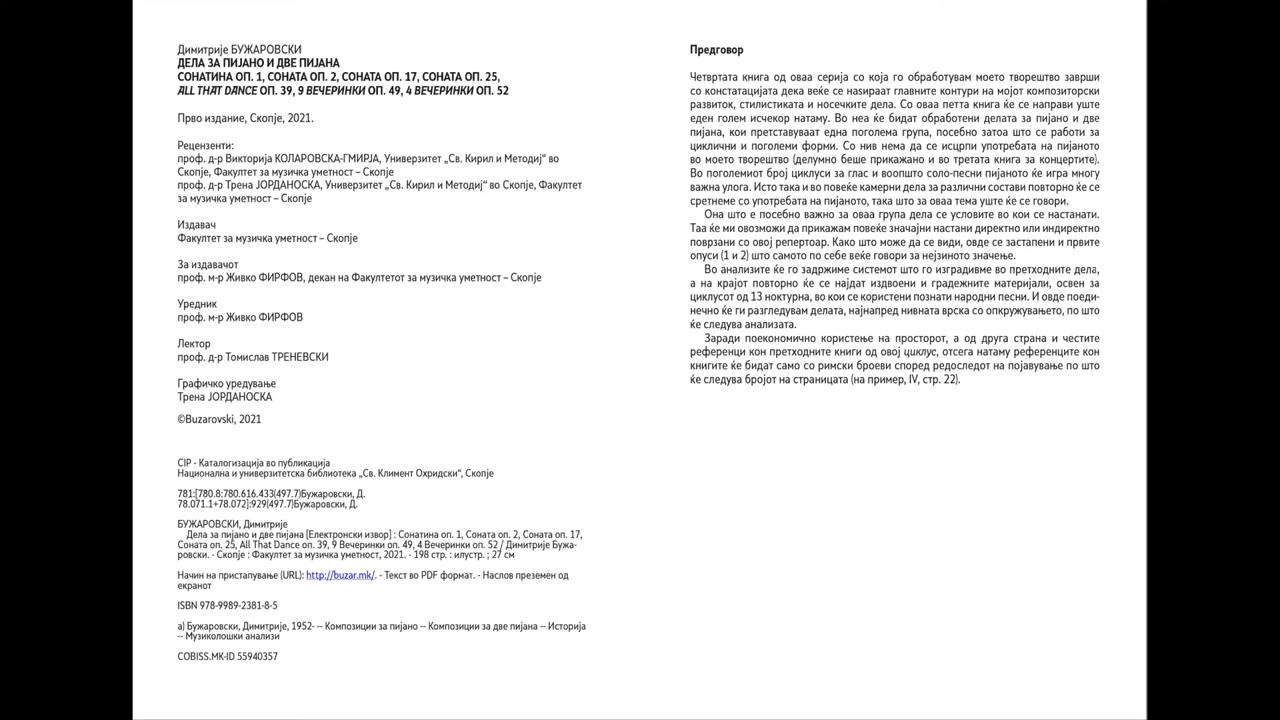 Димитрије БУЖАРОВСКИ
ДЕЛА ЗА ПИЈАНО И ДВЕ ПИЈАНА
СОНАТИНА ОП. 1, СОНАТА ОП. 2, СОНАТА ОП. 17, СОНАТА ОП. 25,
ALL THAT DANCE ОП. 39, 9 ВЕЧЕРИНКИ ОП. 49, 4 ВЕЧЕРИНКИ ОП. 52
Прво издание, Скопје, 2021.
Рецензенти:
проф. д-р Викторија КОЛАРОВСКА-ГМИРЈА, Универзитет „Св. Кирил и Методиј“ во
Скопје, Факултет за музичка уметност – Скопје
проф. д-р Трена ЈОРДАНОСКА, Универзитет „Св. Кирил и Методиј“ во Скопје, Факултет
за музичка уметност – Скопје
Издавач
Факултет за музичка уметност – Скопје
За издавачот
проф. м-р Живко ФИРФОВ, декан на Факултетот за музичка уметност – Скопје
Уредник
проф. м-р Живко ФИРФОВ
Лектор
проф. д-р Томислав ТРЕНЕВСКИ
Графичко уредување
Трена ЈОРДАНОСКА
©Buzarovski, 2021
CIP - Каталогизација во публикација
Национална и универзитетска библиотека „Св. Климент Охридски“, Скопје
781:[780.8:780.616.433(497.7)Бужаровски, Д.
78.071.1+78.072]:929(497.7)Бужаровски, Д.
БУЖАРОВСКИ, Димитрије
Дела за пијано и две пијана [Електронски извор] : Сонатина оп. 1, Соната оп. 2, Соната оп. 17,
Соната оп. 25, All That Dance оп. 39, 9 Вечеринки оп. 49, 4 Вечеринки оп. 52 / Димитрије Бужа-
ровски. - Скопје : Факултет за музичка уметност, 2021. - 198 стр. : илустр. ; 27 см
Начин на пристапување (URL): http://buzar.mk/. - Текст во PDF формат. - Наслов преземен од
екранот
ISBN 978-9989-2381-8-5
а) Бужаровски, Димитрије, 1952- -- Композиции за пијано -- Композиции за две пијана -- Историја
-- Музиколошки анализи
COBISS.MK-ID 55940357
Предговор
Четвртата книга од оваа серија со која го обработувам моето творештво заврши
со констатацијата дека веќе се насираат главните контури на мојот композиторски
развиток, стилистиката и носечките дела. Со оваа петта книга ќе се направи уште
еден голем исчекор натаму. Во неа ќе бидат обработени делата за пијано и две
пијана, кои претставуваат една поголема група, посебно затоа што се работи за
циклични и поголеми форми. Со нив нема да се исцрпи употребата на пијаното
во моето творештво (делумно беше прикажано и во третата книга за концертите).
Во поголемиот број циклуси за глас и воопшто соло-песни пијаното ќе игра многу
важна улога. Исто така и во повеќе камерни дела за различни состави повторно ќе се
сретнеме со употребата на пијаното, така што за оваа тема уште ќе се говори.
Она што е посебно важно за оваа група дела се условите во кои се настанати.
Таа ќе ми овозможи да прикажам повеќе значајни настани директно или индиректно
поврзани со овој репертоар. Како што може да се види, овде се застапени и првите
опуси (1 и 2) што самото по себе веќе говори за нејзиното значење.
Во анализите ќе го задржиме системот што го изградивме во претходните дела,
а на крајот повторно ќе се најдат издвоени и градежните материјали, освен за
циклусот од 13 ноктурна, во кои се користени познати народни песни. И овде поеди-
нечно ќе ги разгледувам делата, најнапред нивната врска со опкружувањето, по што
ќе следува анализата.
Заради поекономично користење на просторот, а од друга страна и честите
референци кон претходните книги од овој циклус, отсега натаму референците кон
книгите ќе бидат само со римски броеви според редоследот на појавување по што
ќе следува бројот на страницата (на пример, IV, стр. 22).